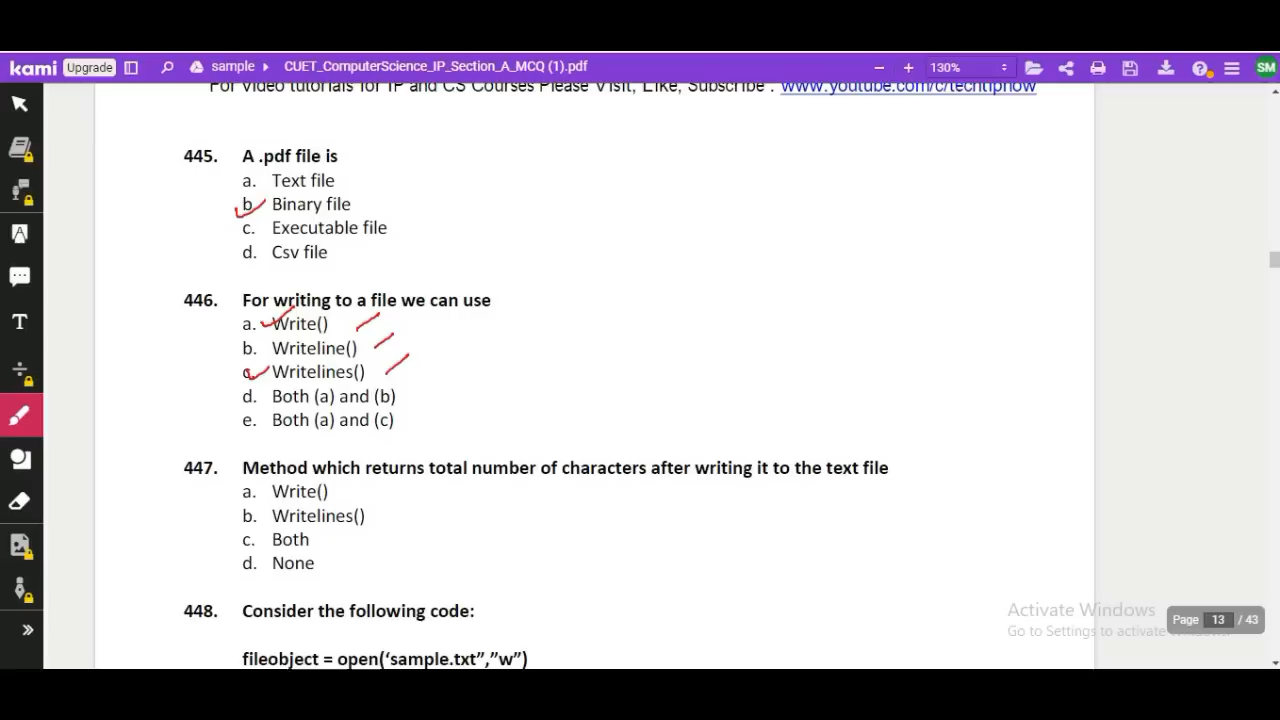 kami Upgrade sample CUET_ComputerScience_IP_Section_A_MCQ (1).pdf 130% SM
For Video tutorials for IP and CS Courses Please Visit, Like, Subscribe : www.youtube.com/c/techtipnow
445. A .pdf file is
a. Text file
b. Binary file
c. Executable file
d. Csv file
446. For writing to a file we can use
a. Write()
b. Writeline()
c. Writelines()
d. Both (a) and (b)
e. Both (a) and (c)
447. Method which returns total number of characters after writing it to the text file
a. Write()
b. Writelines()
c. Both
d. None
448. Consider the following code:
Activate Windows
Page 13 / 43
Go to Settings to activate Windows.
fileobject = open(‘sample.txt”,”w”)